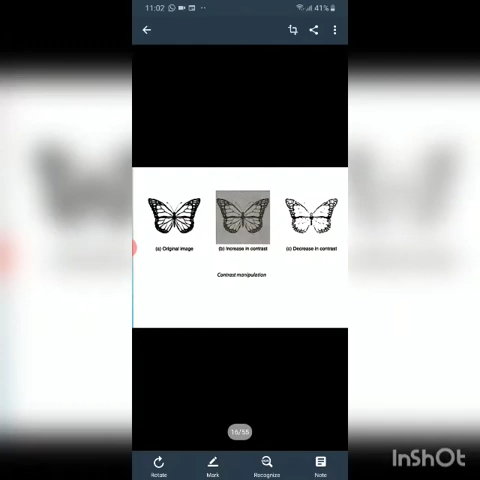 11:02
41%
(a) Original image
(b) Increase in contrast
(c) Decrease in contrast
Contrast manipulation
16/55
Rotate
Mark
Recognize
Note
InShOt